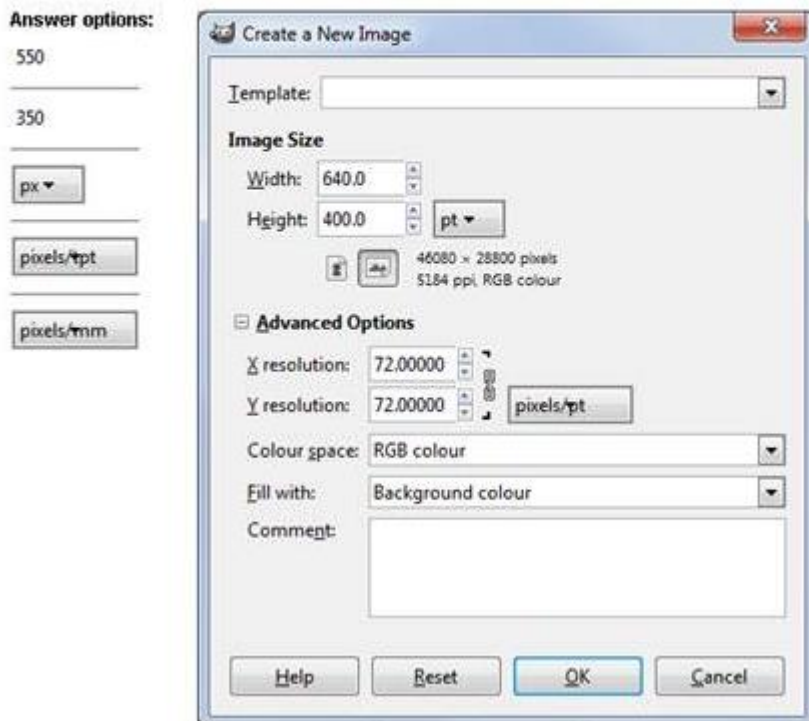 Answer options:
550
350
px
pixels/pt
pixels/mm
Create a New Image
Template:
Image Size
Width: 640.0
Height: 400.0 pt
46080 × 28800 pixels
5184 ppi, RGB colour
Advanced Options
X resolution: 72.00000
Y resolution: 72.00000 pixels/pt
Colour space: RGB colour
Fill with: Background colour
Comment:
Help Reset OK Cancel